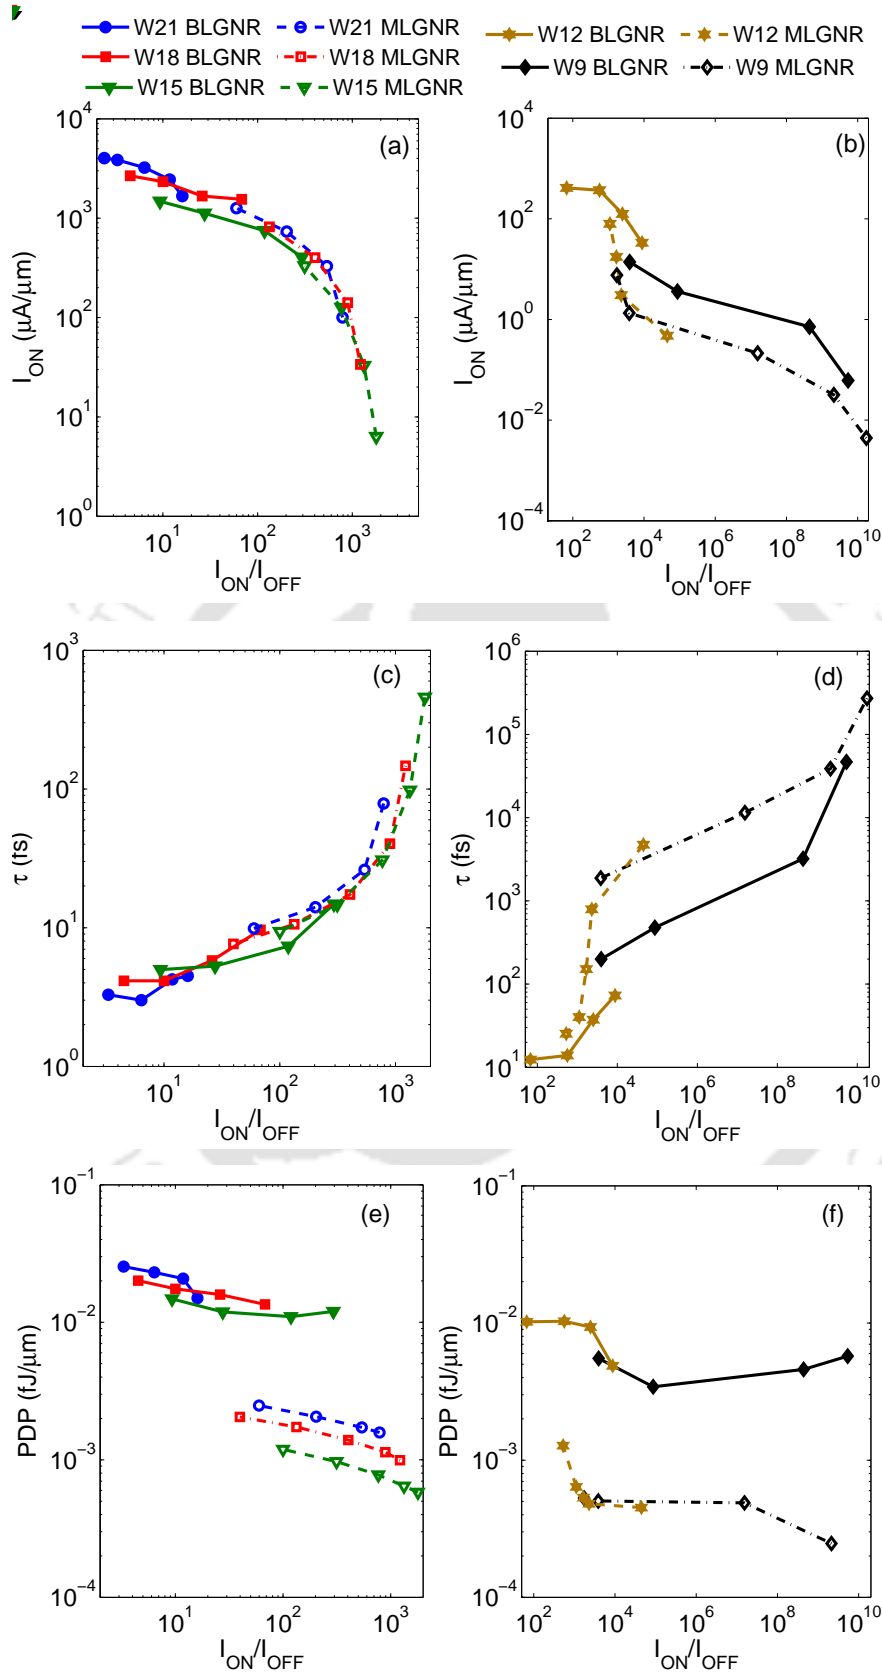 W21 BLGNR W21 MLGNR W12 BLGNR W12 MLGNR
W18 BLGNR W18 MLGNR W9 BLGNR W9 MLGNR
W15 BLGNR W15 MLGNR
(a)
I_ON (μA/μm)
10^4
10^3
10^2
10^1
10^0
10^1 10^2 10^3
I_ON/I_OFF
(b)
I_ON (μA/μm)
10^4
10^2
10^0
10^−2
10^−4
10^2 10^4 10^6 10^8 10^10
I_ON/I_OFF
(c)
τ (fs)
10^3
10^2
10^1
10^0
10^1 10^2 10^3
I_ON/I_OFF
(d)
τ (fs)
10^6
10^5
10^4
10^3
10^2
10^1
10^2 10^4 10^6 10^8 10^10
I_ON/I_OFF
(e)
PDP (fJ/μm)
10^−1
10^−2
10^−3
10^−4
10^1 10^2 10^3
I_ON/I_OFF
(f)
PDP (fJ/μm)
10^−1
10^−2
10^−3
10^−4
10^2 10^4 10^6 10^8 10^10
I_ON/I_OFF